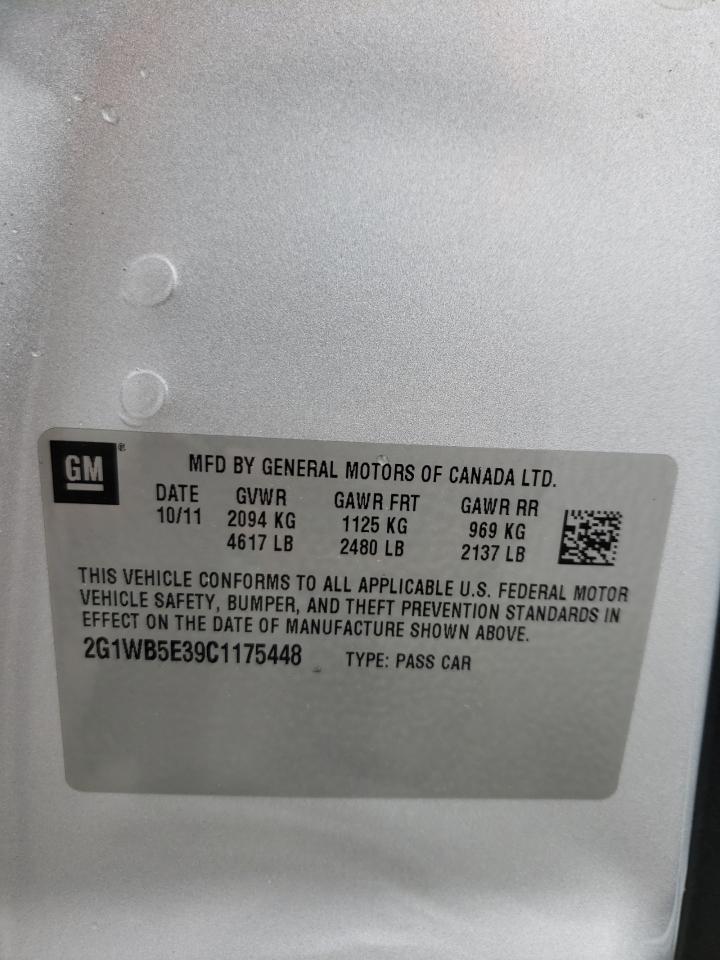 GM®
MFD BY GENERAL MOTORS OF CANADA LTD.
DATE GVWR GAWR FRT GAWR RR
10/11 2094 KG 1125 KG 969 KG
4617 LB 2480 LB 2137 LB
THIS VEHICLE CONFORMS TO ALL APPLICABLE U.S. FEDERAL MOTOR
VEHICLE SAFETY, BUMPER, AND THEFT PREVENTION STANDARDS IN
EFFECT ON THE DATE OF MANUFACTURE SHOWN ABOVE.
2G1WB5E39C1175448 TYPE: PASS CAR